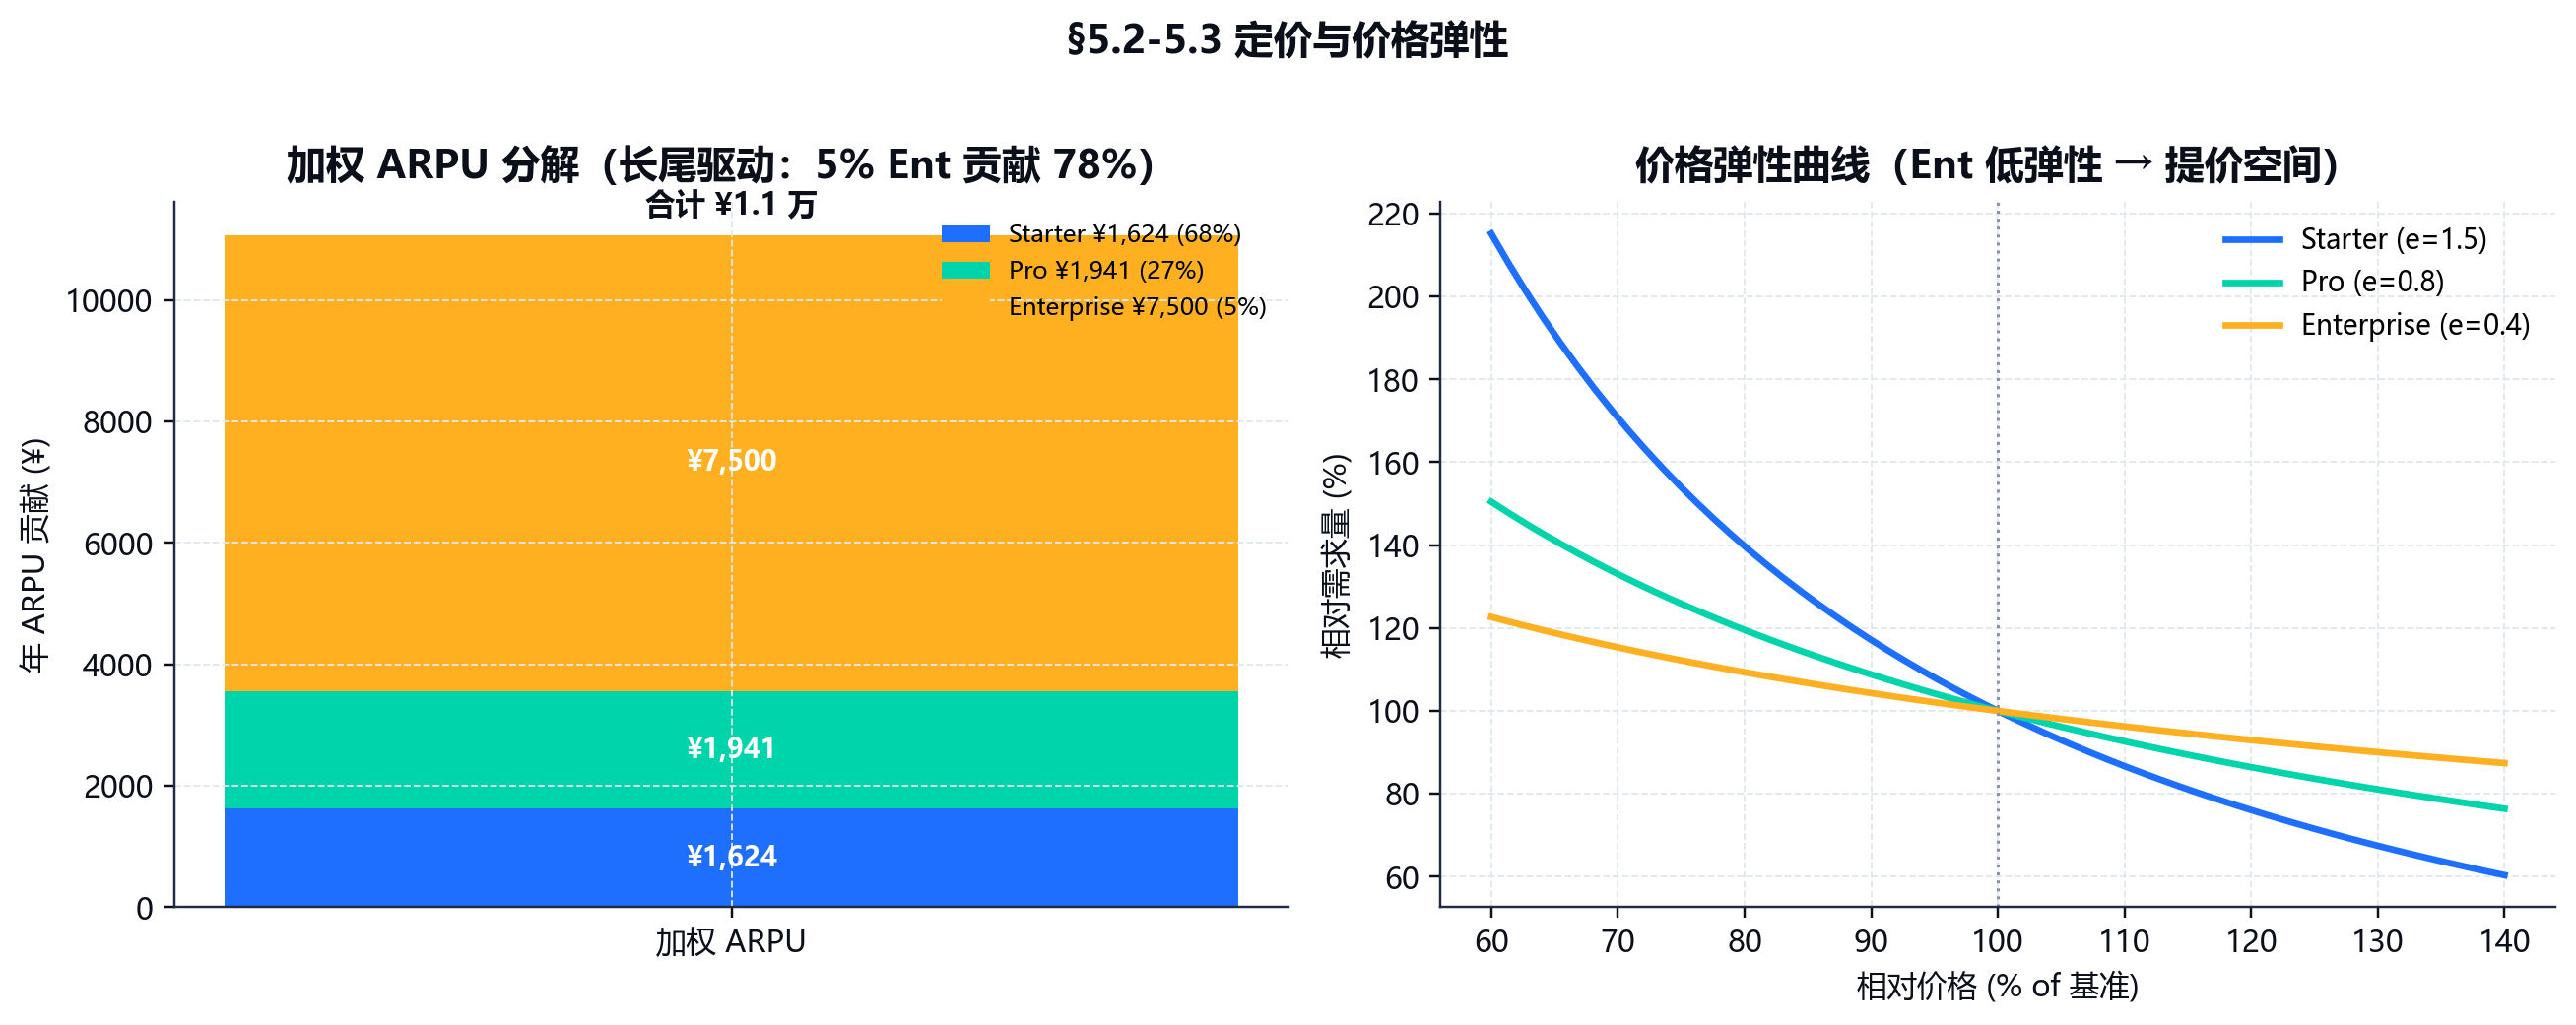 §5.2-5.3 定价与价格弹性
加权 ARPU 分解（长尾驱动：5% Ent 贡献 78%）
合计 ¥1.1 万
Starter ¥1,624 (68%)
Pro ¥1,941 (27%)
Enterprise ¥7,500 (5%)
年 ARPU 贡献 (¥)
10000
8000
6000
4000
2000
0
¥7,500
¥1,941
¥1,624
加权 ARPU
价格弹性曲线（Ent 低弹性 → 提价空间）
Starter (e=1.5)
Pro (e=0.8)
Enterprise (e=0.4)
相对需求量 (%)
220
200
180
160
140
120
100
80
60
60 70 80 90 100 110 120 130 140
相对价格 (% of 基准)